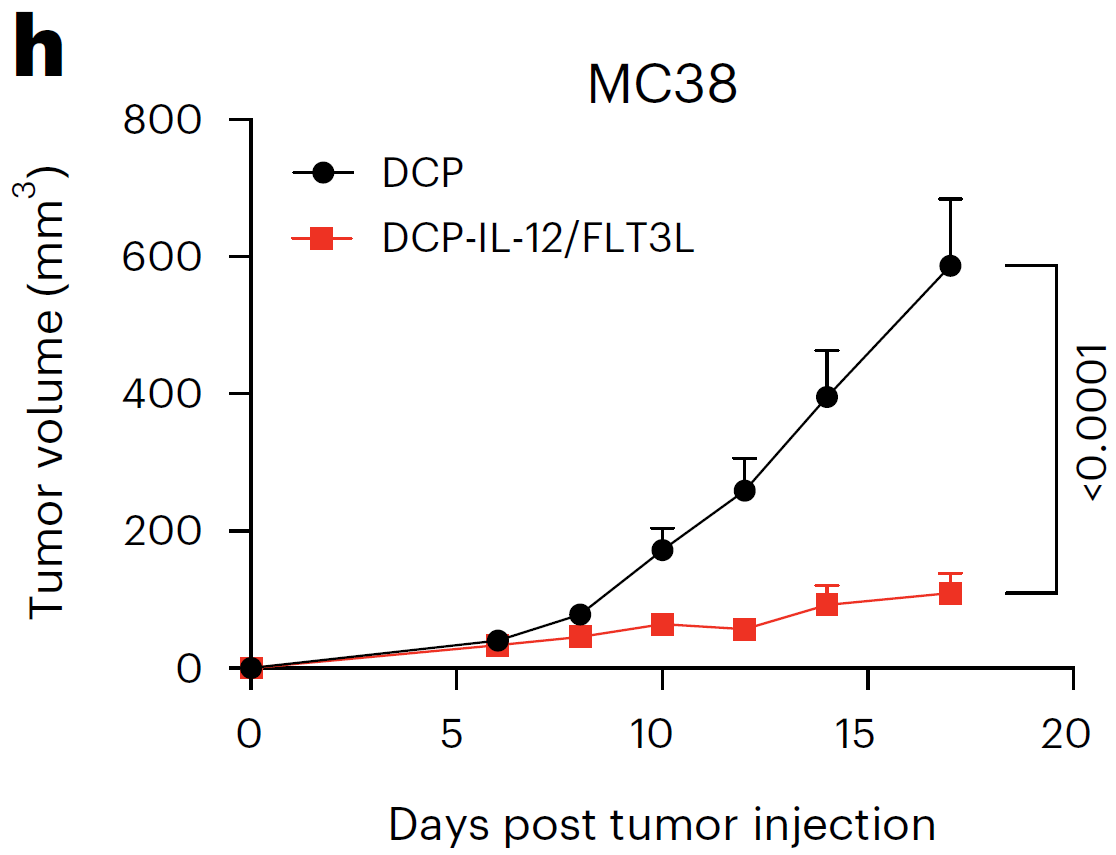 h
MC38
DCP
DCP-IL-12/FLT3L
Tumor volume (mm³)
800
600
400
200
0
<0.0001
0 5 10 15 20
Days post tumor injection